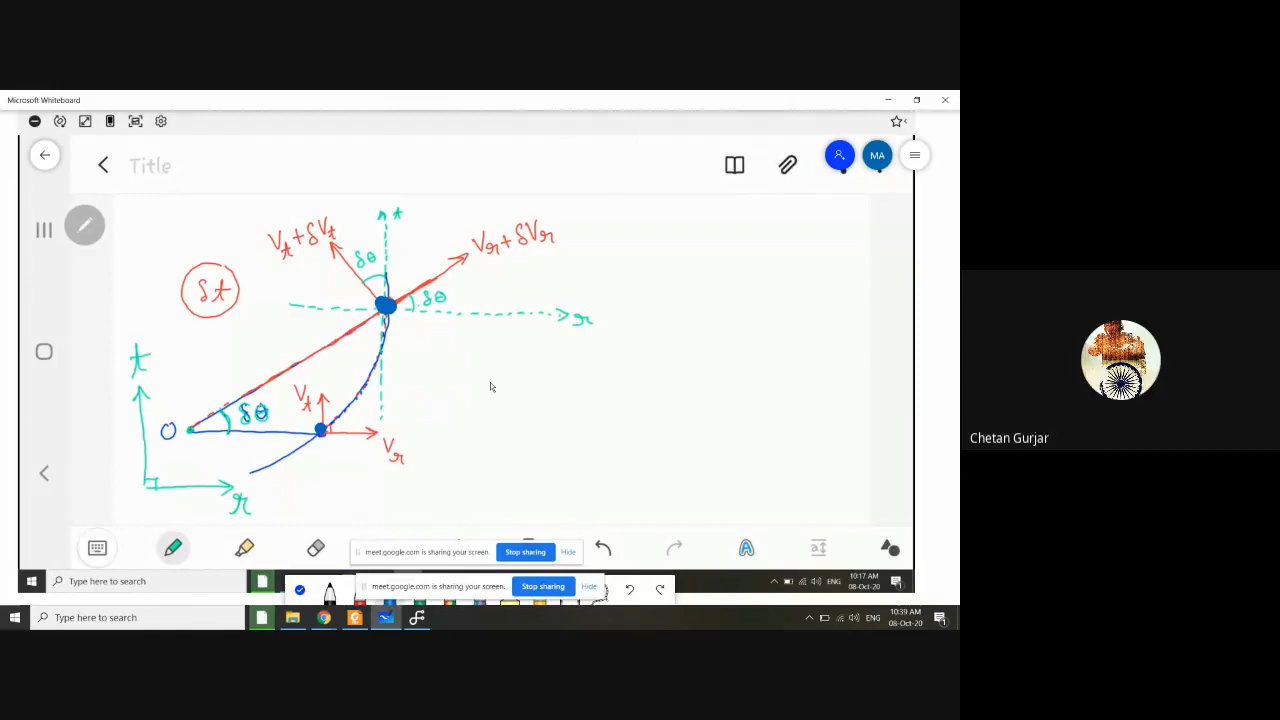 Microsoft Whiteboard
Title
MA
t
Vt+δVt
δθ
Vr+δVr
δt
δθ
r
t
Vt
δθ
O
Vr
r
meet.google.com is sharing your screen.
Stop sharing
Hide
Type here to search
meet.google.com is sharing your screen.
Stop sharing
Hide
ENG
10:17 AM
08-Oct-20
Type here to search
ENG
10:39 AM
08-Oct-20
Chetan Gurjar